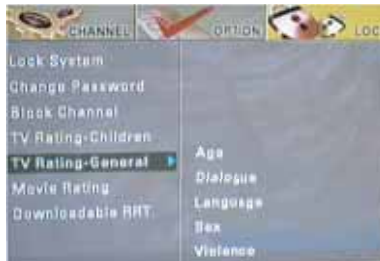 CHANNEL OPTION LOC
Lock System
Change Password
Block Channel
TV Rating-Children
TV Rating-General
Movie Rating
Downloadable RRT
Age
Dialogue
Language
Sex
Violence